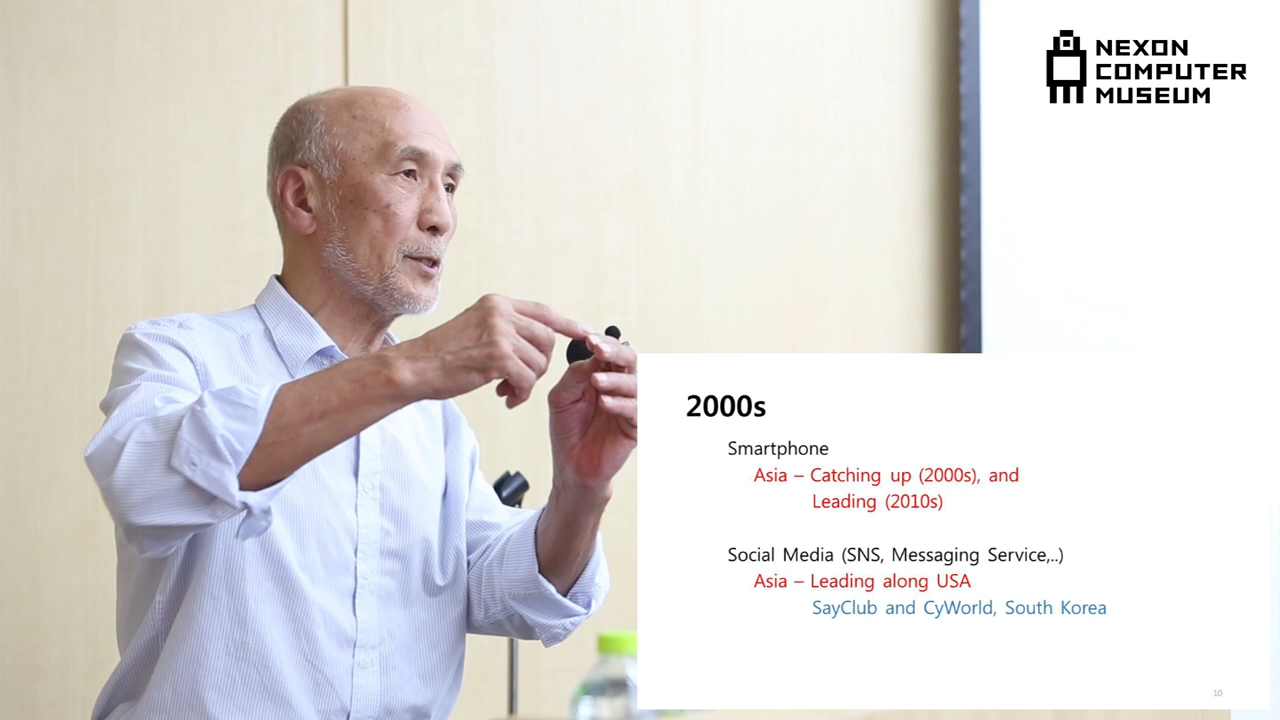 NEXON
COMPUTER
MUSEUM
2000s
Smartphone
Asia – Catching up (2000s), and
Leading (2010s)
Social Media (SNS, Messaging Service,..)
Asia – Leading along USA
SayClub and CyWorld, South Korea
10